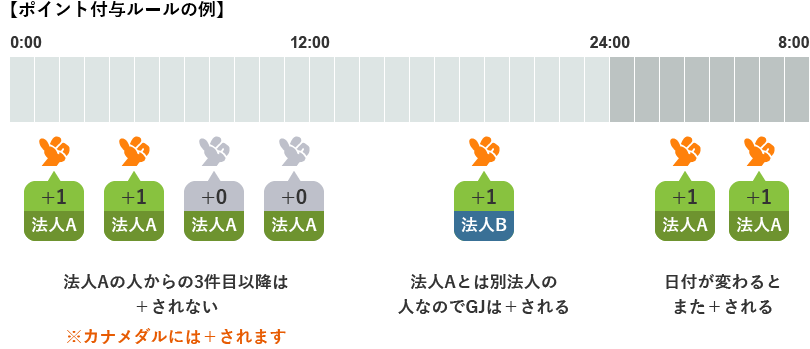 【ポイント付与ルールの例】
0:00 12:00 24:00 8:00
+1 +1 +0 +0 +1 +1 +1
法人A 法人A 法人A 法人A 法人B 法人A 法人A
法人Aの人からの3件目以降は
＋されない
※カナメダルには＋されます
法人Aとは別法人の
人なのでGJは＋される
日付が変わると
また＋される